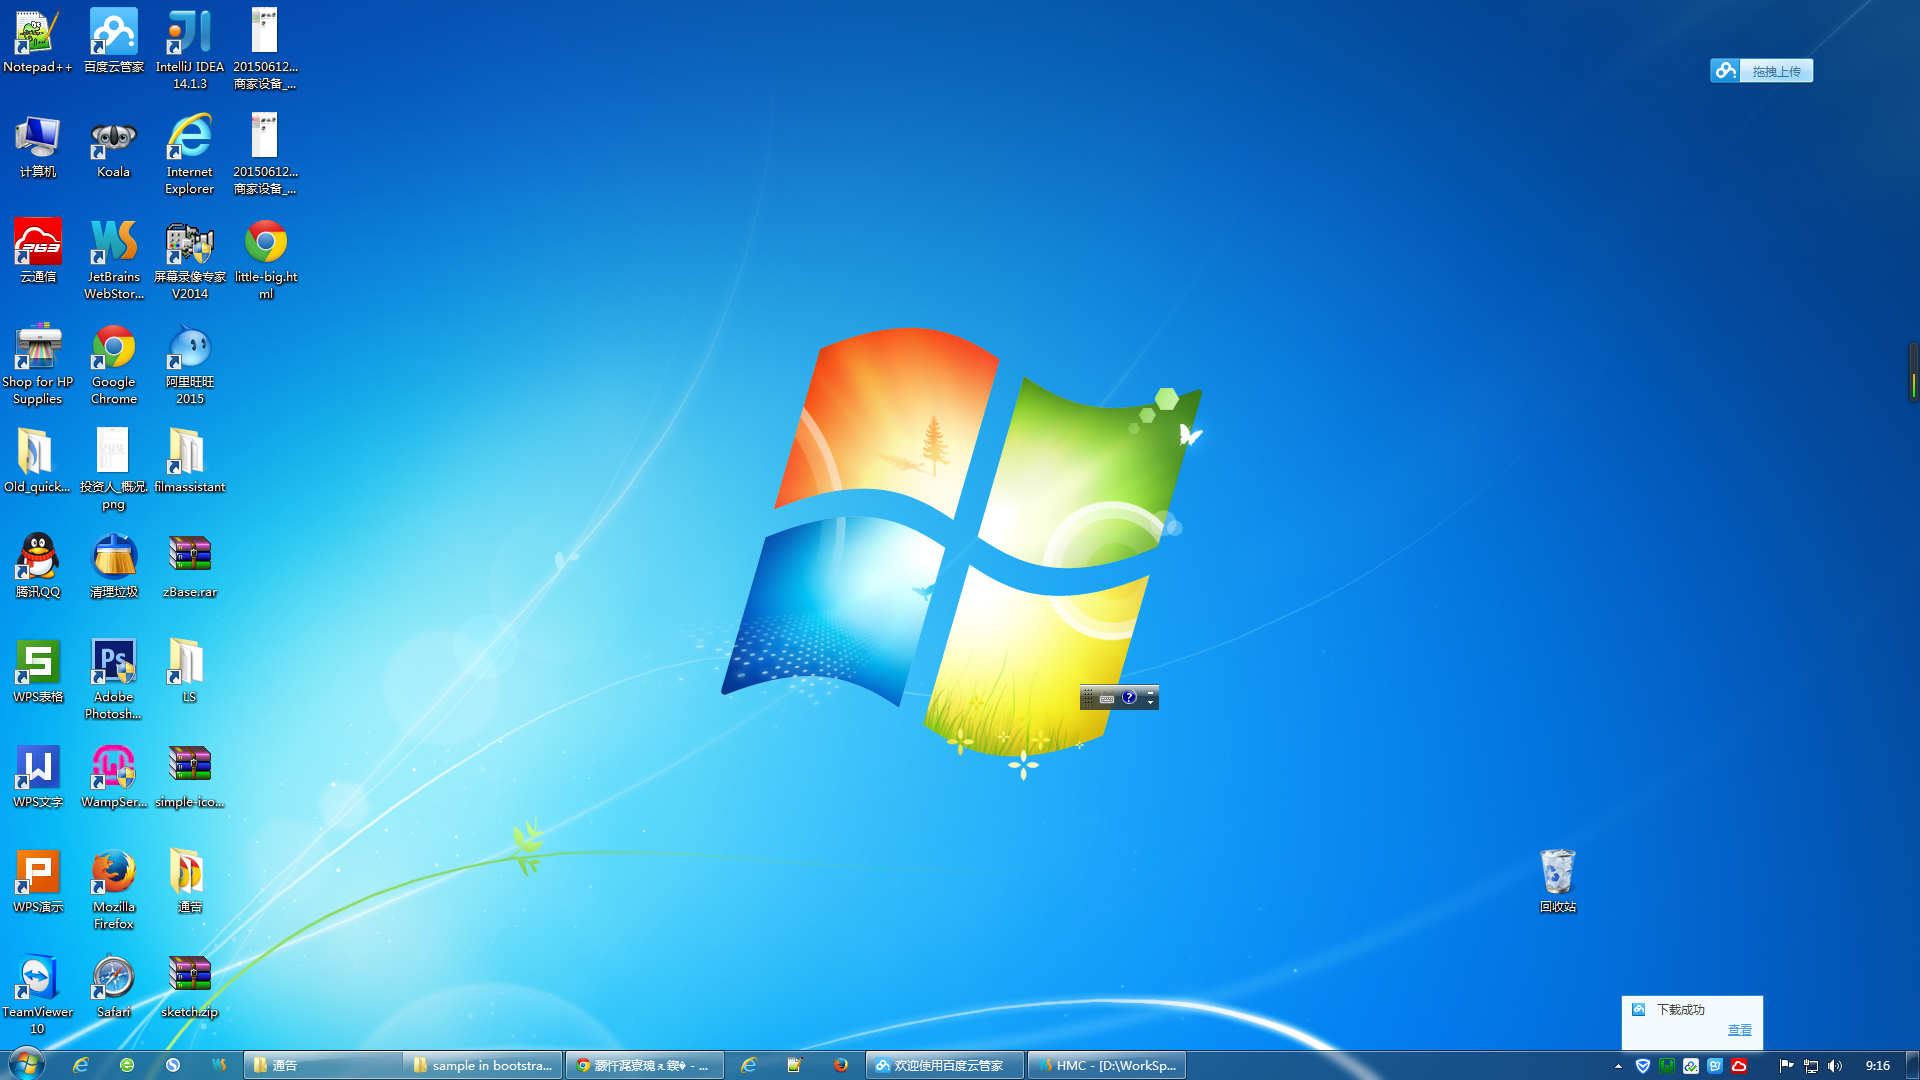 Notepad++
百度云管家
IntelliJ IDEA
14.1.3
20150612...
商家设备_...
拖拽上传
计算机
Koala
Internet
Explorer
20150612...
商家设备_...
263
云通信
JetBrains
WebStor...
屏幕录像专家
V2014
little-big.ht
ml
Shop for HP
Supplies
Google
Chrome
阿里旺旺
2015
Old_quick...
投资人_概况.
png
filmassistant
腾讯QQ
清理垃圾
zBase.rar
WPS表格
Adobe
Photosh...
LS
WPS文字
WampSer...
simple-ico...
WPS演示
Mozilla
Firefox
通告
回收站
TeamViewer
10
Safari
sketch.zip
下载成功
查看
通告
sample in bootstra...
欢迎使用百度云管家
HMC - [D:\WorkSp...
9:16